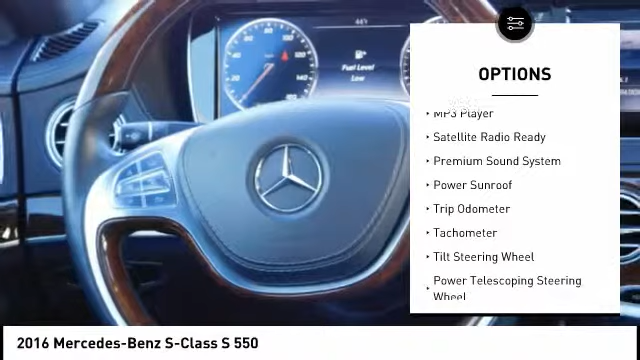 66°F
Fuel Level
Low
OPTIONS
MP3 Player
Satellite Radio Ready
Premium Sound System
Power Sunroof
Trip Odometer
Tachometer
Tilt Steering Wheel
Power Telescoping Steering
Wheel
2016 Mercedes-Benz S-Class S 550